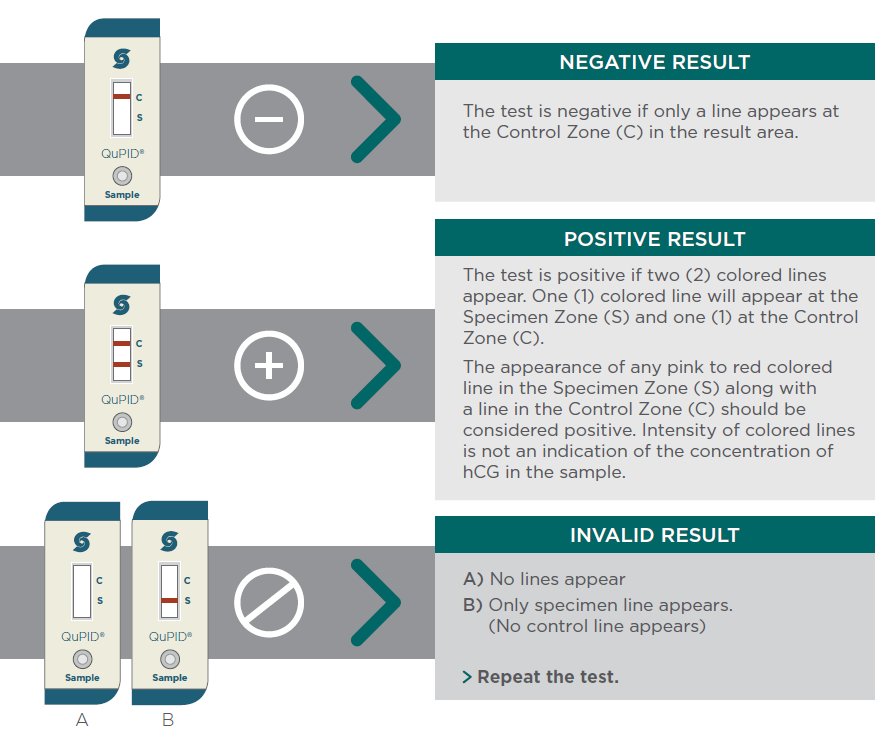 C
S
QuPID®
Sample
NEGATIVE RESULT
The test is negative if only a line appears at
the Control Zone (C) in the result area.
C
S
QuPID®
Sample
POSITIVE RESULT
The test is positive if two (2) colored lines
appear. One (1) colored line will appear at the
Specimen Zone (S) and one (1) at the Control
Zone (C).
The appearance of any pink to red colored
line in the Specimen Zone (S) along with
a line in the Control Zone (C) should be
considered positive. Intensity of colored lines
is not an indication of the concentration of
hCG in the sample.
C
S
QuPID®
Sample
A
C
S
QuPID®
Sample
B
INVALID RESULT
A) No lines appear
B) Only specimen line appears.
(No control line appears)
> Repeat the test.